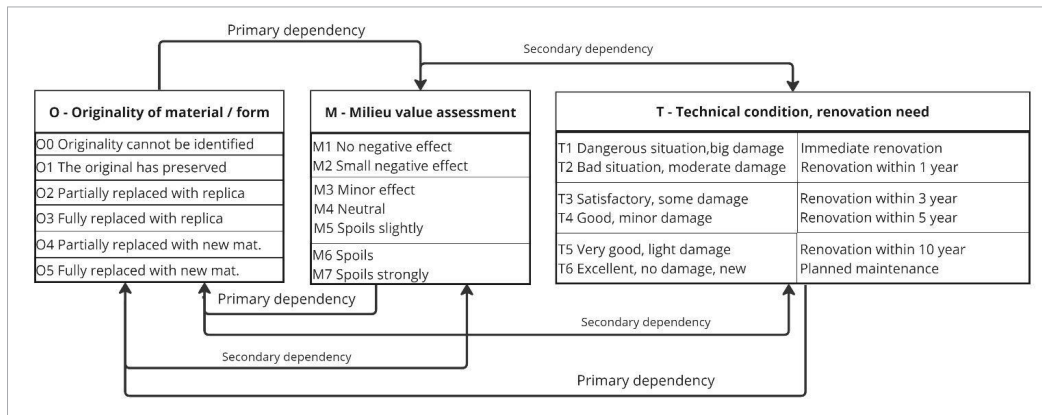 Primary dependency
Secondary dependency
O - Originality of material / form
M - Milieu value assessment
T - Technical condition, renovation need
O0 Originality cannot be identified
O1 The original has preserved
O2 Partially replaced with replica
O3 Fully replaced with replica
O4 Partially replaced with new mat.
O5 Fully replaced with new mat.
M1 No negative effect
M2 Small negative effect
M3 Minor effect
M4 Neutral
M5 Spoils slightly
M6 Spoils
M7 Spoils strongly
T1 Dangerous situation,big damage Immediate renovation
T2 Bad situation, moderate damage Renovation within 1 year
T3 Satisfactory, some damage Renovation within 3 year
T4 Good, minor damage Renovation within 5 year
T5 Very good, light damage Renovation within 10 year
T6 Excellent, no damage, new Planned maintenance
Primary dependency
Secondary dependency
Secondary dependency
Primary dependency